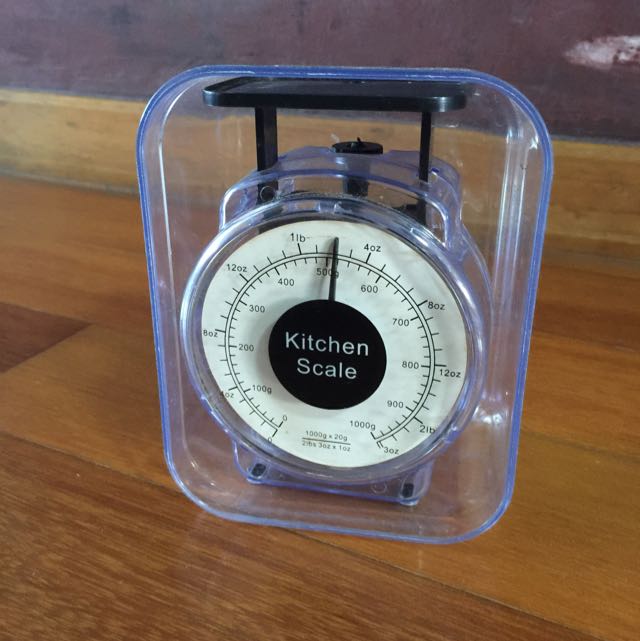 1lb
4oz
12oz
500g
400
600
8oz
300
700
8oz
200
800
12oz
4oz
100g
900
0
1000g
2lb
0
3oz
Kitchen
Scale
1000g x 20g
2lbs 3oz x 1oz